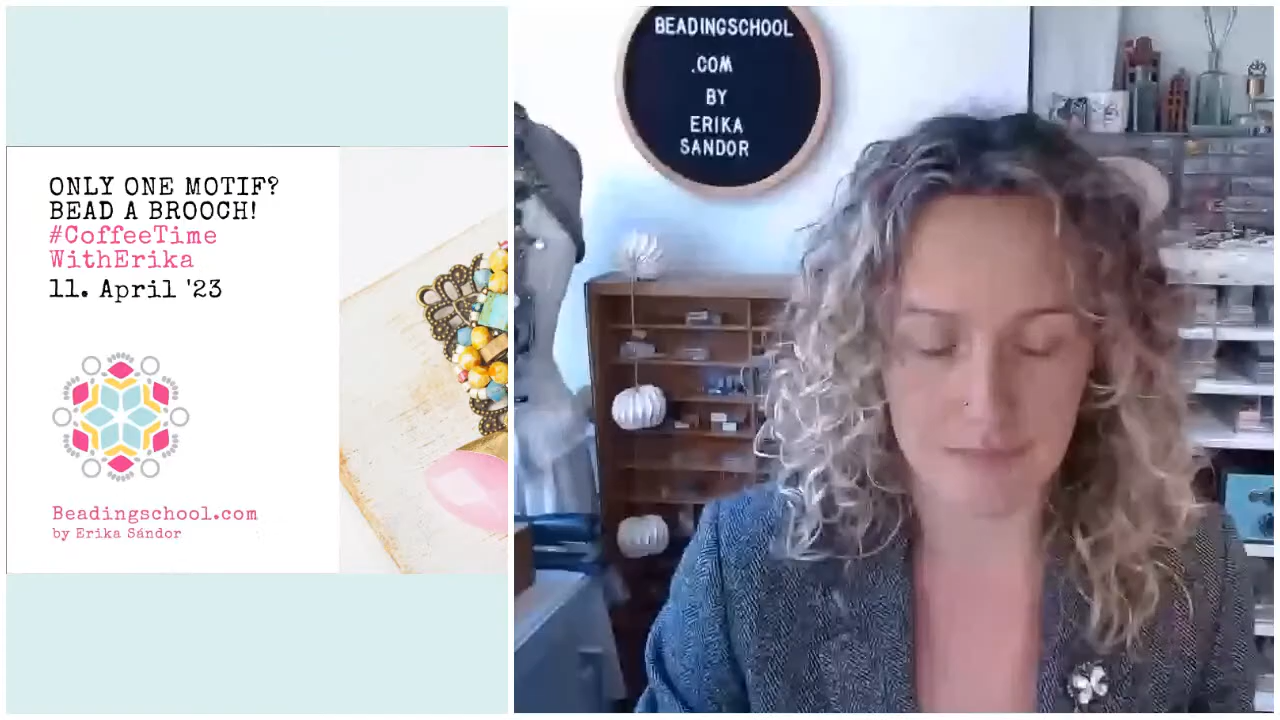 ONLY ONE MOTIF?
BEAD A BROOCH!
#CoffeeTime
WithErika
11. April '23
Beadingschool.com
by Erika Sándor
BEADINGSCHOOL
.COM
BY
ERIKA
SANDOR